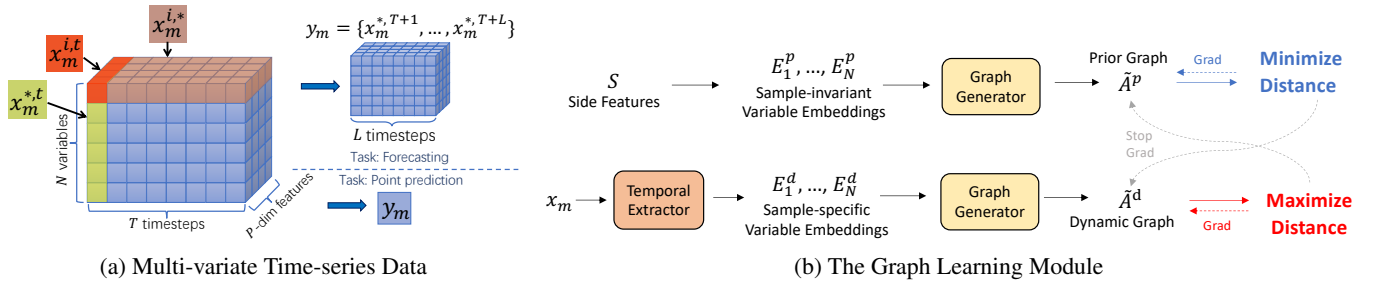 x_m^{i,*}
x_m^{i,t}
x_m^{*,t}
N variables
T timesteps
P-dim features
y_m = {x_m^{*,T+1}, ..., x_m^{*,T+L}}
L timesteps
Task: Forecasting
Task: Point prediction
y_m
(a) Multi-variate Time-series Data
S
Side Features
E_1^p, ..., E_N^p
Sample-invariant
Variable Embeddings
Graph
Generator
Prior Graph
Ã^p
Grad
Minimize
Distance
Stop
Grad
x_m
Temporal
Extractor
E_1^d, ..., E_N^d
Sample-specific
Variable Embeddings
Graph
Generator
Ã^d
Dynamic Graph
Grad
Maximize
Distance
(b) The Graph Learning Module